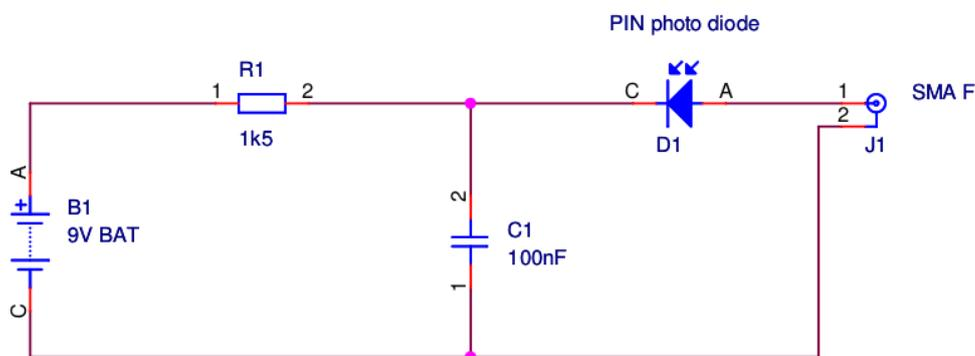 PIN photo diode
R1
1 2
1k5
C A
D1
1
2
SMA F
J1
A
+
B1
9V BAT
C
2
C1
100nF
1